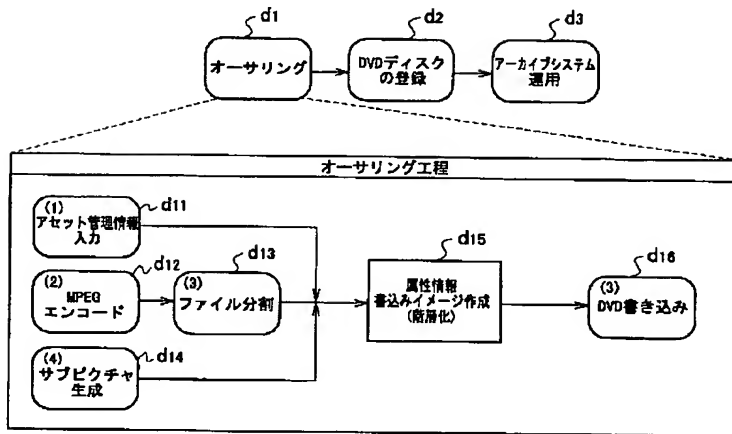 d1
d2
d3
オーサリング
DVDディスク
の登録
アーカイブシステム
運用
オーサリング工程
d11
(1)
アセット管理情報
入力
d12
(2)
MPEG
エンコード
d13
(3)
ファイル分割
d14
(4)
サブピクチャ
生成
d15
属性情報
書込みイメージ作成
(階層化)
d16
(3)
DVD書き込み